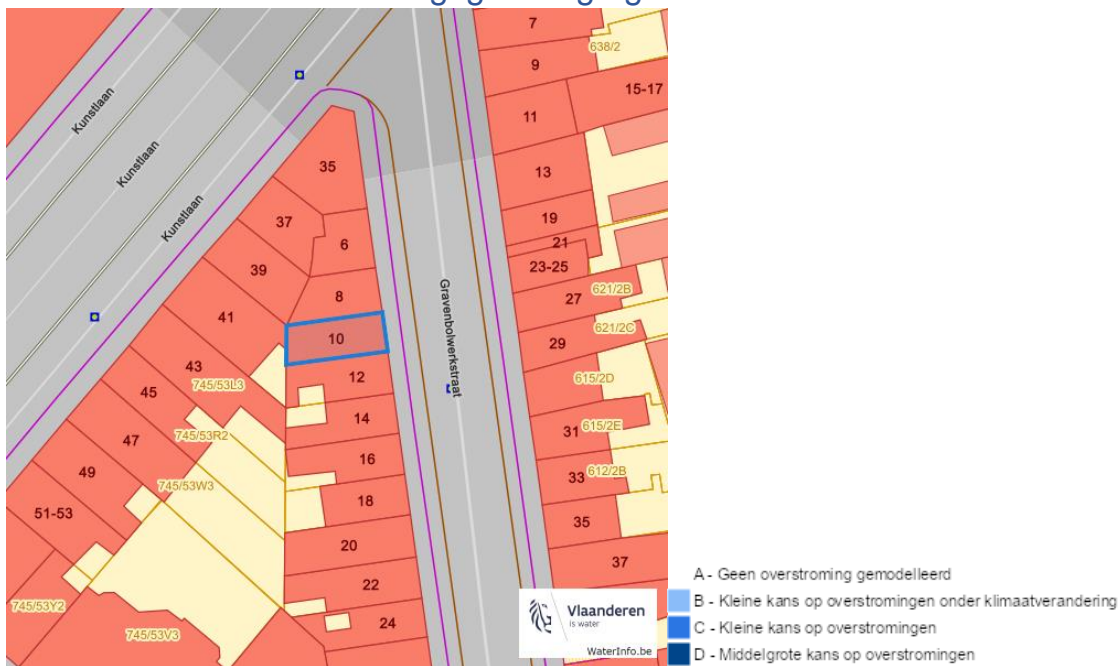 7
638/2
9
15-17
11
Kunstlaan
Kunstlaan
Kunstlaan
35
13
37
19
6
21
39
23-25
8
27
621/2B
41
Gravenbolwerkstraat
10
29
621/2C
43
12
745/53L3
615/2D
45
14
31
615/2E
47
745/53R2
16
33
612/2B
49
745/53W3
18
51-53
35
20
37
22
745/53Y2
24
745/53V3
Vlaanderen
is water
WaterInfo.be
A - Geen overstroming gemodelleerd
B - Kleine kans op overstromingen onder klimaatverandering
C - Kleine kans op overstromingen
D - Middelgrote kans op overstromingen